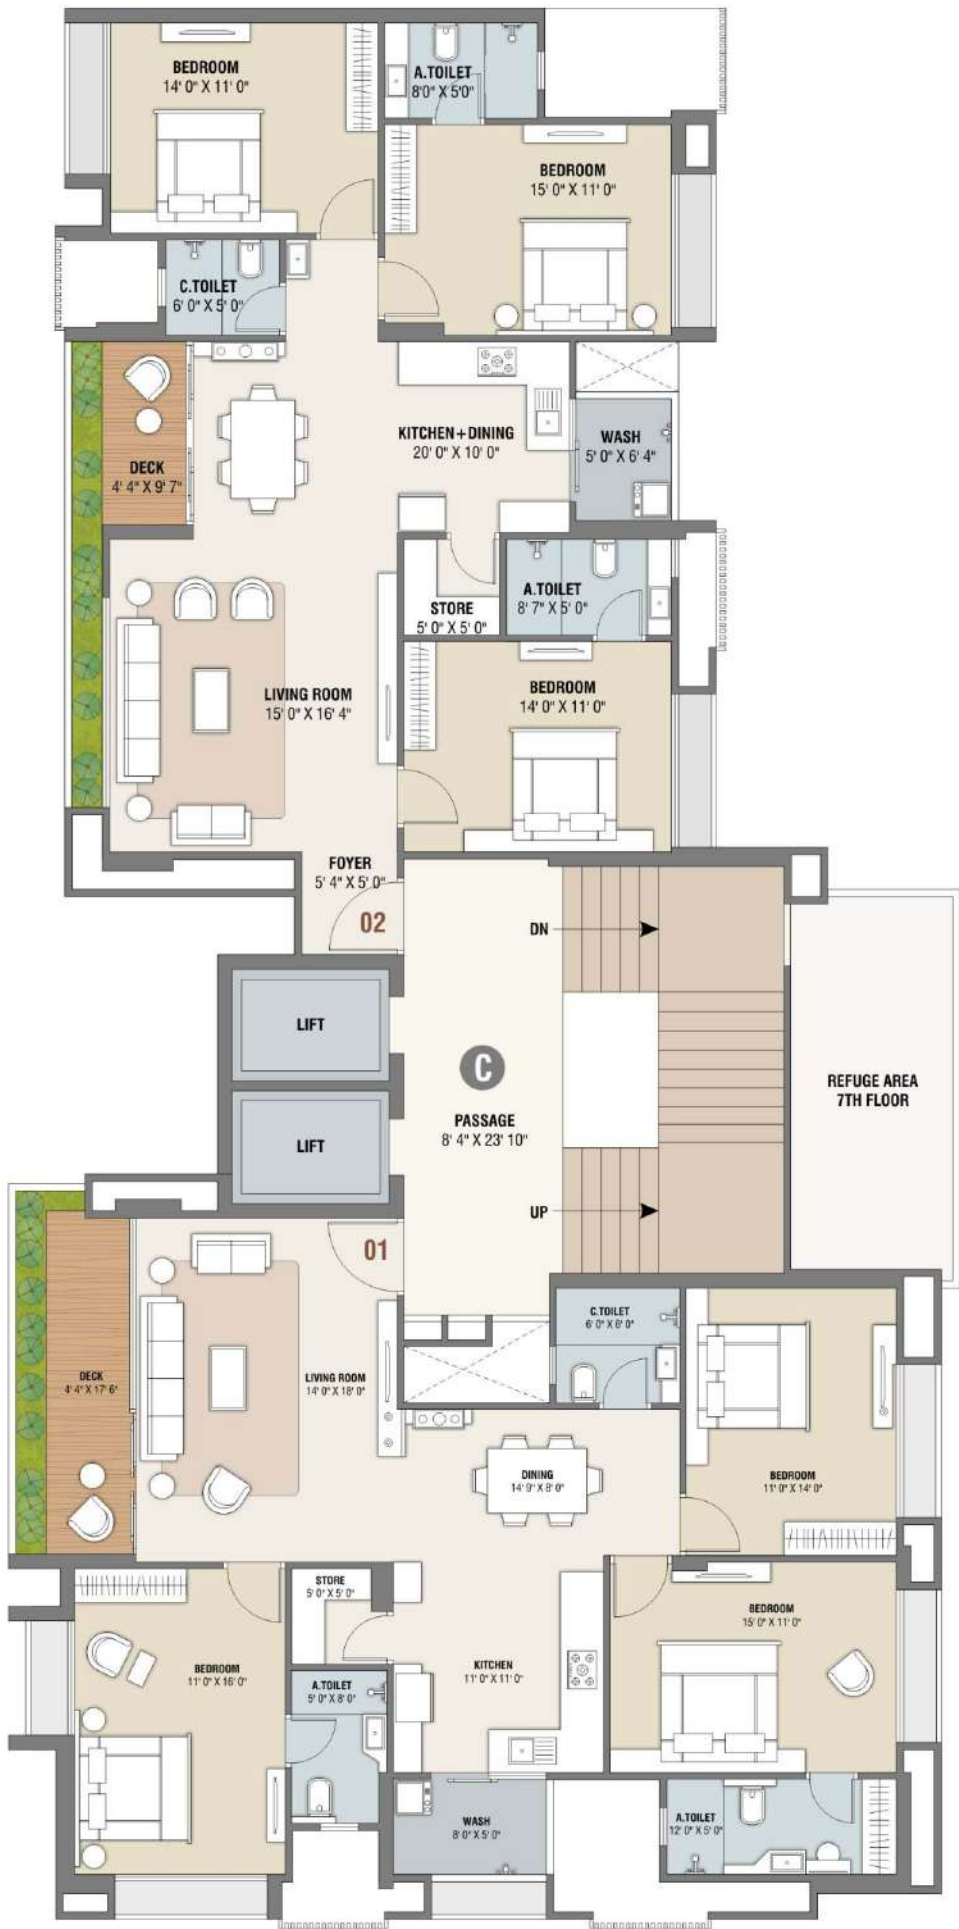 BEDROOM
14' 0" X 11' 0"
A.TOILET
8'0" X 5'0"
BEDROOM
15' 0" X 11' 0"
C.TOILET
6' 0" X 5' 0"
KITCHEN+DINING
20' 0" X 10' 0"
WASH
5' 0" X 6' 4"
DECK
4' 4" X 9' 7"
A.TOILET
8' 7" X 5' 0"
STORE
5' 0" X 5' 0"
LIVING ROOM
15' 0" X 16' 4"
BEDROOM
14' 0" X 11' 0"
FOYER
5' 4" X 5' 0"
02
DN
LIFT
C
PASSAGE
8' 4" X 23' 10"
REFUGE AREA
7TH FLOOR
LIFT
UP
01
C.TOILET
6' 0" X 6' 0"
DECK
4' 4" X 17' 6"
LIVING ROOM
14' 0" X 18' 0"
DINING
14' 9" X 8' 0"
BEDROOM
11' 0" X 14' 0"
STORE
5' 0" X 5' 0"
BEDROOM
15' 0" X 11' 0"
BEDROOM
11' 0" X 16' 0"
KITCHEN
11' 0" X 11' 0"
A.TOILET
5' 0" X 8' 0"
WASH
8' 0" X 5' 0"
A.TOILET
12' 0" X 5' 0"